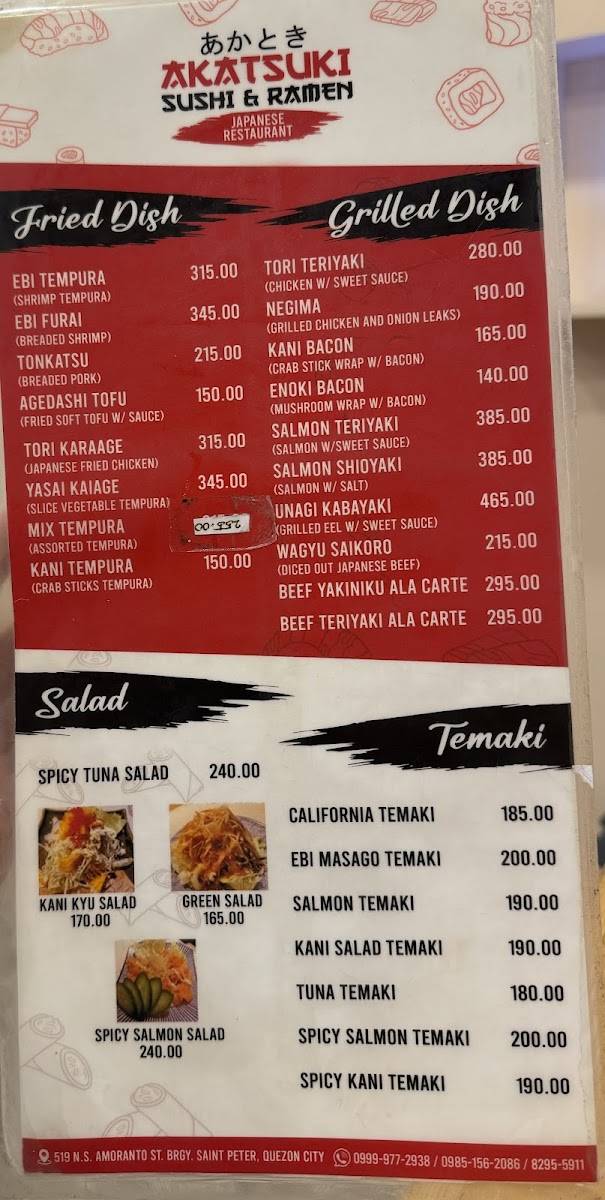 あかとき
AKATSUKI
SUSHI & RAMEN
JAPANESE
RESTAURANT
Fried Dish
EBI TEMPURA 315.00
(SHRIMP TEMPURA)
EBI FURAI 345.00
(BREADED SHRIMP)
TONKATSU 215.00
(BREADED PORK)
AGEDASHI TOFU 150.00
(FRIED SOFT TOFU W/ SAUCE)
TORI KARAAGE 315.00
(JAPANESE FRIED CHICKEN)
YASAI KAIAGE 345.00
(SLICE VEGETABLE TEMPURA)
MIX TEMPURA 255.00
(ASSORTED TEMPURA)
KANI TEMPURA 150.00
(CRAB STICKS TEMPURA)
Grilled Dish
TORI TERIYAKI 280.00
(CHICKEN W/ SWEET SAUCE)
NEGIMA 190.00
(GRILLED CHICKEN AND ONION LEAKS)
KANI BACON 165.00
(CRAB STICK WRAP W/ BACON)
ENOKI BACON 140.00
(MUSHROOM WRAP W/ BACON)
SALMON TERIYAKI 385.00
(SALMON W/SWEET SAUCE)
SALMON SHIOYAKI 385.00
(SALMON W/ SALT)
UNAGI KABAYAKI 465.00
(GRILLED EEL W/ SWEET SAUCE)
WAGYU SAIKORO 215.00
(DICED OUT JAPANESE BEEF)
BEEF YAKINIKU ALA CARTE 295.00
BEEF TERIYAKI ALA CARTE 295.00
Salad
SPICY TUNA SALAD 240.00
KANI KYU SALAD
170.00
GREEN SALAD
165.00
SPICY SALMON SALAD
240.00
Temaki
CALIFORNIA TEMAKI 185.00
EBI MASAGO TEMAKI 200.00
SALMON TEMAKI 190.00
KANI SALAD TEMAKI 190.00
TUNA TEMAKI 180.00
SPICY SALMON TEMAKI 200.00
SPICY KANI TEMAKI 190.00
519 N.S. AMORANTO ST. BRGY. SAINT PETER, QUEZON CITY 0999-977-2938 / 0985-156-2086 / 8295-5911